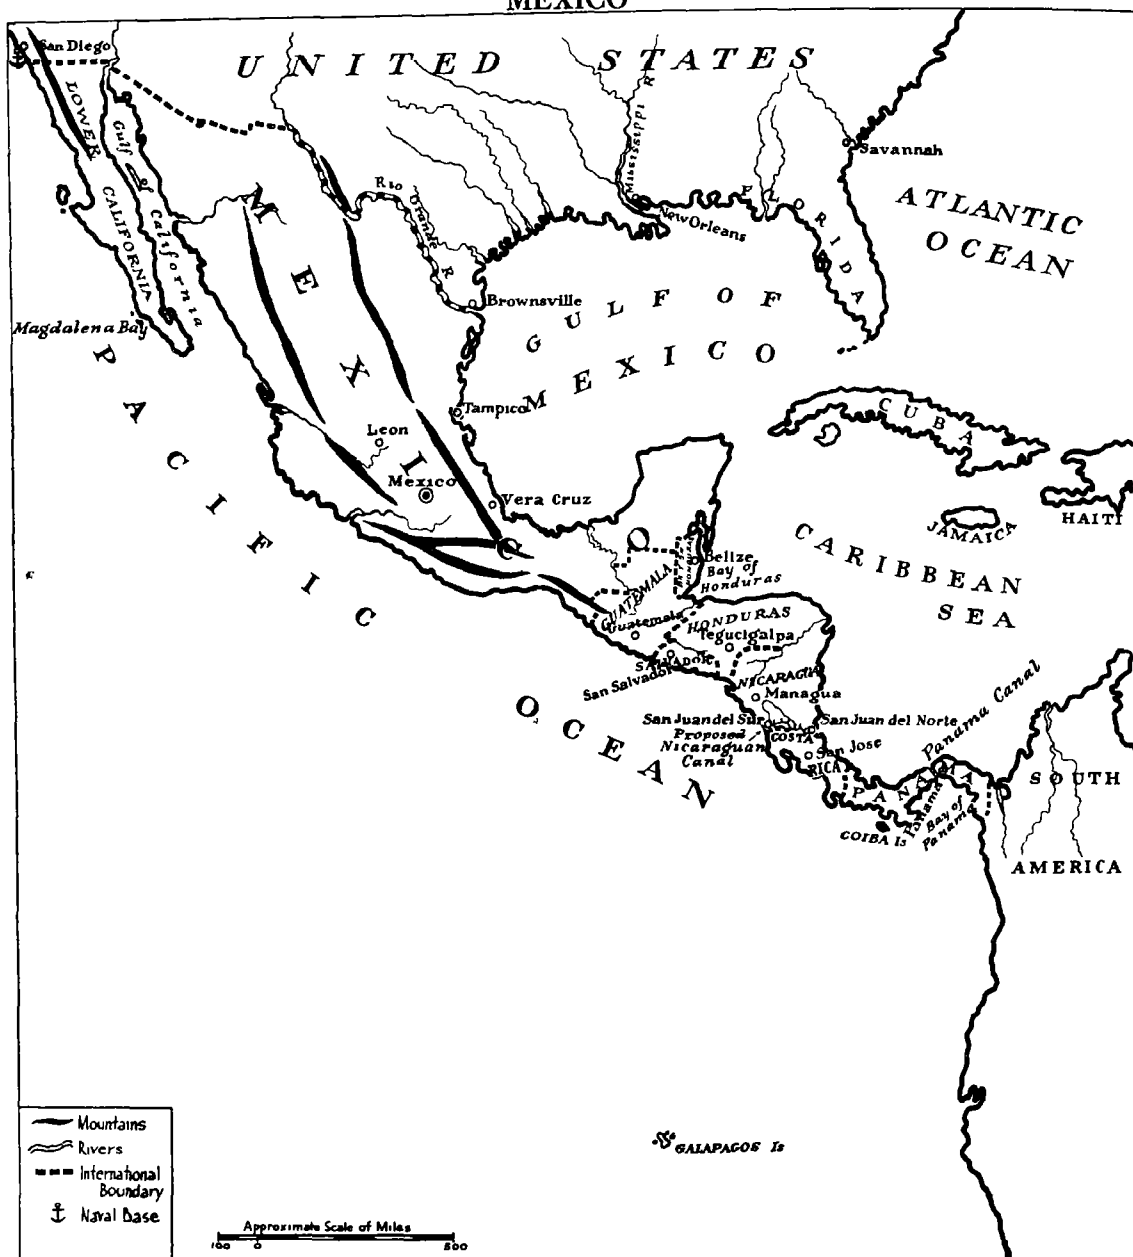 MEXICO
San Diego
UNITED STATES
LOWER
CALIFORNIA
Gulf of California
Mississippi R
Savannah
ATLANTIC
OCEAN
FLORIDA
New Orleans
Rio Grande R
MEXICO
Brownsville
Magdalena Bay
GULF OF
MEXICO
PACIFIC
OCEAN
Tampico
CUBA
Leon
Mexico
Vera Cruz
JAMAICA
HAITI
CARIBBEAN
SEA
Belize
Bay of
Honduras
GUATEMALA
Guatemala
HONDURAS
Tegucigalpa
SALVADOR
San Salvador
NICARAGUA
Managua
San Juan del Sur
San Juan del Norte
Proposed
Nicaraguan
Canal
COSTA
RICA
San Jose
Panama Canal
PANAMA
Panama
Bay of
Panama
COIBA Is
SOUTH
AMERICA
GALAPAGOS Is
Mountains
Rivers
International
Boundary
Naval Base
Approximate Scale of Miles
100 0 500